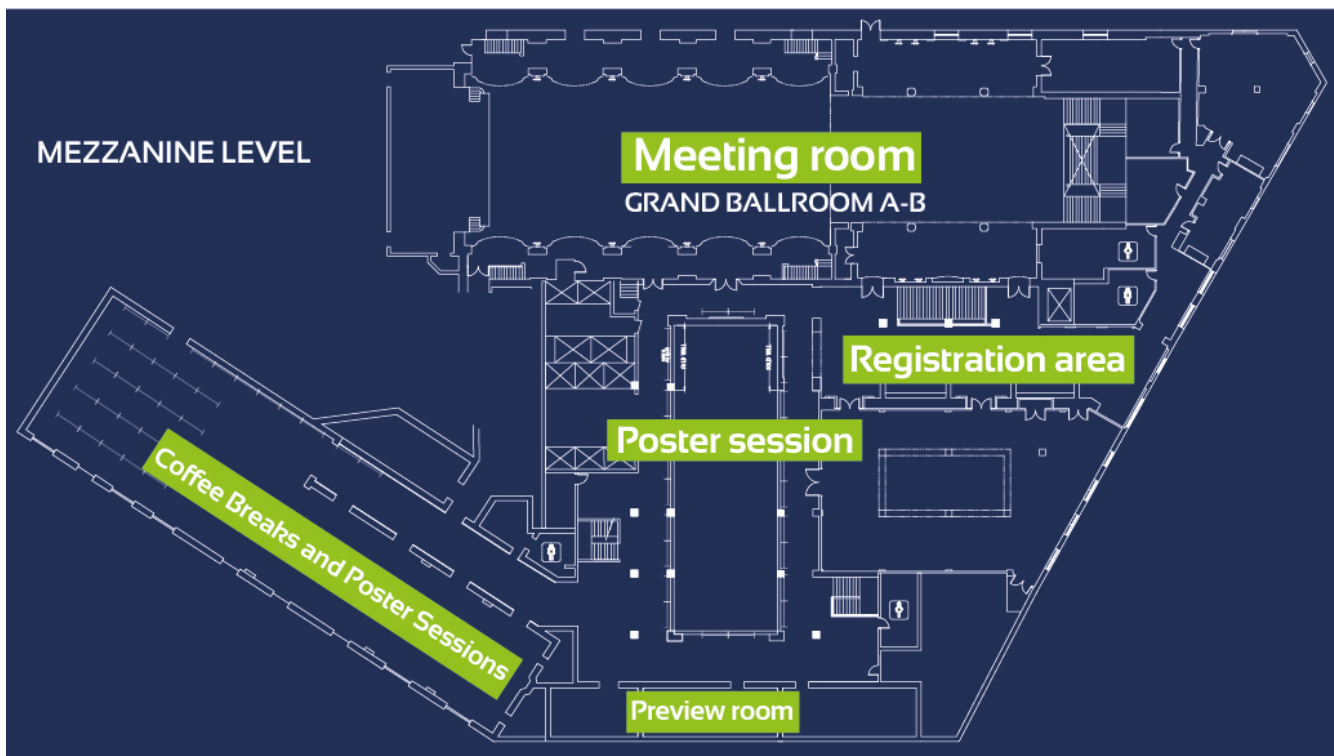 MEZZANINE LEVEL
Meeting room
GRAND BALLROOM A-B
Registration area
Poster session
Coffee Breaks and Poster Sessions
Preview room